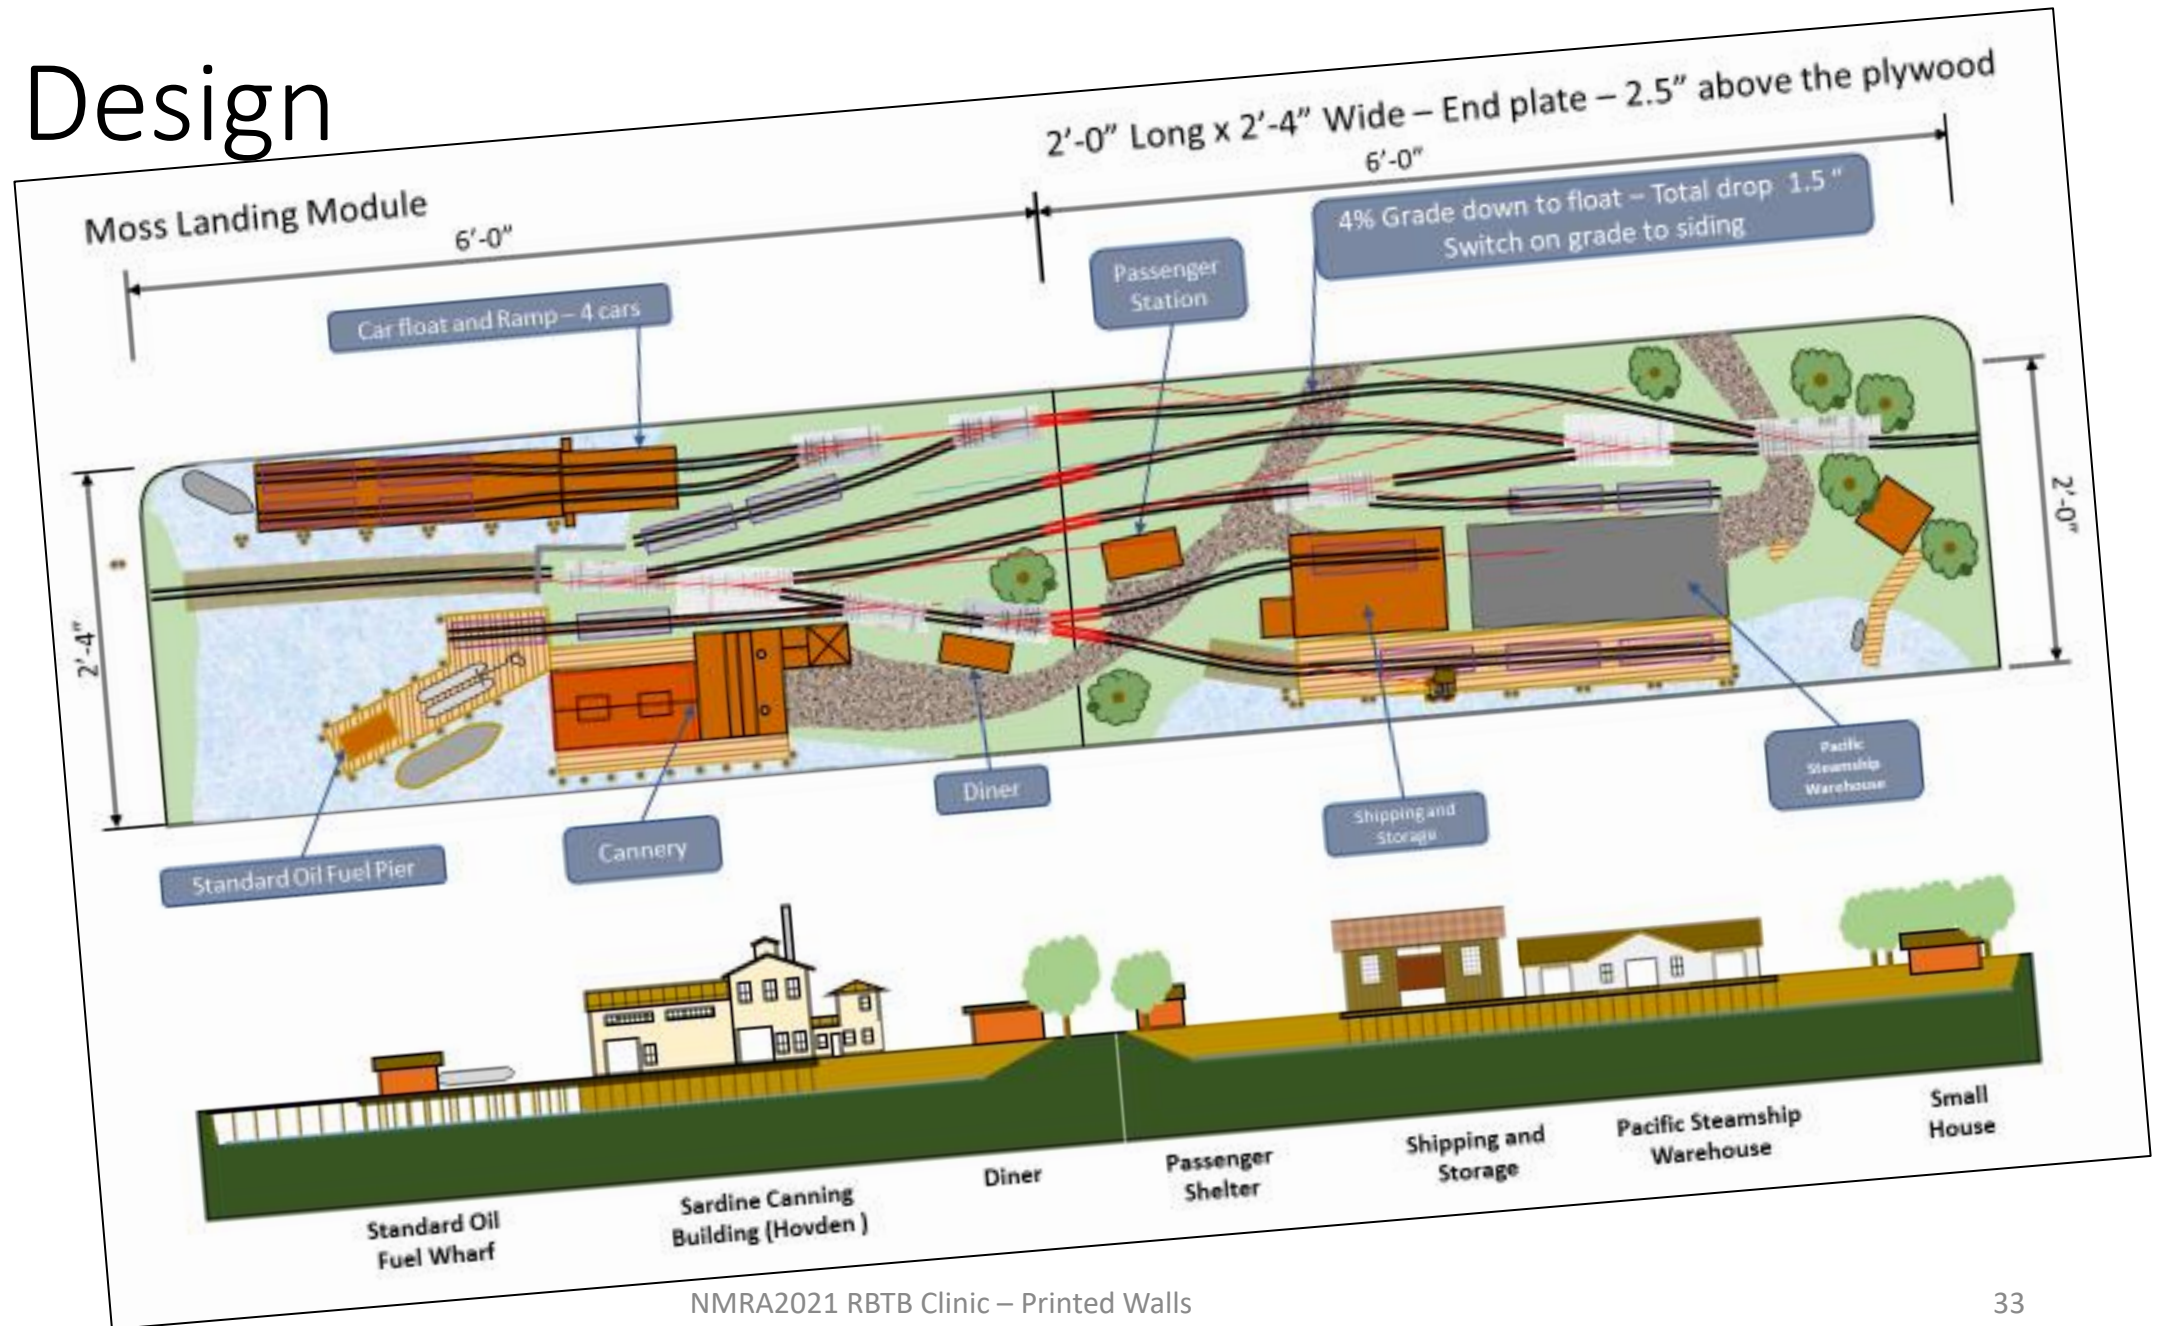 Design
2’-0” Long x 2’-4” Wide – End plate – 2.5” above the plywood
6’-0”
Moss Landing Module
6’-0”
4% Grade down to float – Total drop 1.5 “
Switch on grade to siding
Passenger
Station
Car float and Ramp – 4 cars
2’-4”
2’-0”
Pacific
Steamship
Warehouse
Diner
Shipping and
Storage
Cannery
Standard Oil Fuel Pier
Small
House
Pacific Steamship
Warehouse
Shipping and
Storage
Passenger
Shelter
Diner
Sardine Canning
Building (Hovden )
Standard Oil
Fuel Wharf
NMRA2021 RBTB Clinic – Printed Walls
33